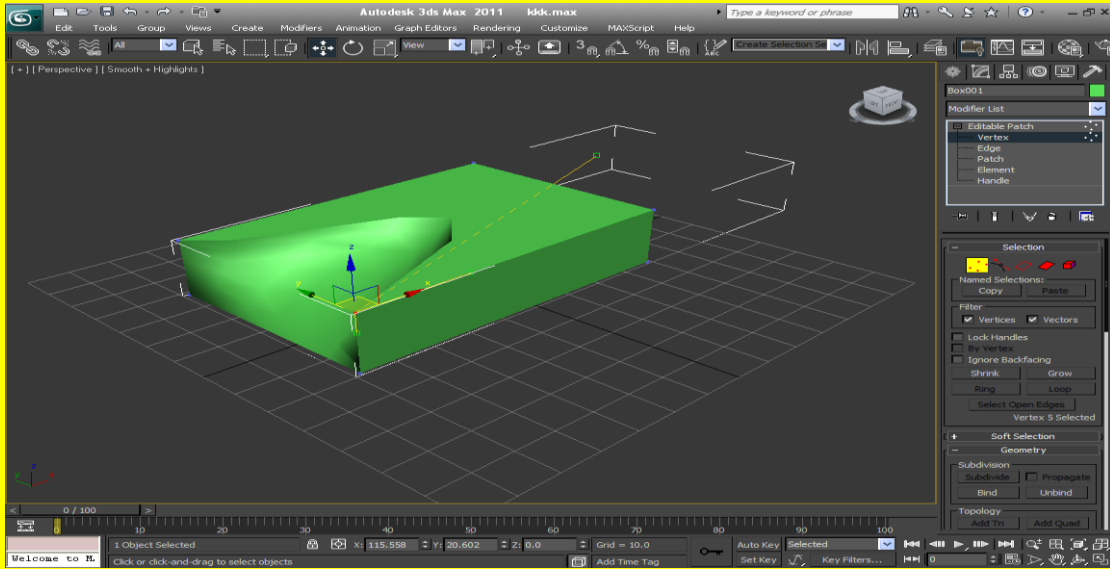 Autodesk 3ds Max 2011 kkk.max
Type a keyword or phrase
Edit Tools Group Views Create Modifiers Animation Graph Editors Rendering Customize MAXScript Help
All
View
Create Selection Se
[ + ] [ Perspective ] [ Smooth + Highlights ]
z
y
x
z
y
x
Box001
Modifier List
Editable Patch
Vertex
Edge
Patch
Element
Handle
Selection
Named Selections:
Copy Paste
Filter
Vertices Vectors
Lock Handles
By Vertex
Ignore Backfacing
Shrink Grow
Ring Loop
Select Open Edges
Vertex 5 Selected
Soft Selection
Geometry
Subdivision
Subdivide Propagate
Bind Unbind
Topology
Add Tri Add Quad
0 / 100
0 10 20 30 40 50 60 70 80 90 100
1 Object Selected X: 115.558 Y: 20.602 Z: 0.0 Grid = 10.0 Auto Key Selected
Welcome to M. Click or click-and-drag to select objects Add Time Tag Set Key Key Filters... 0